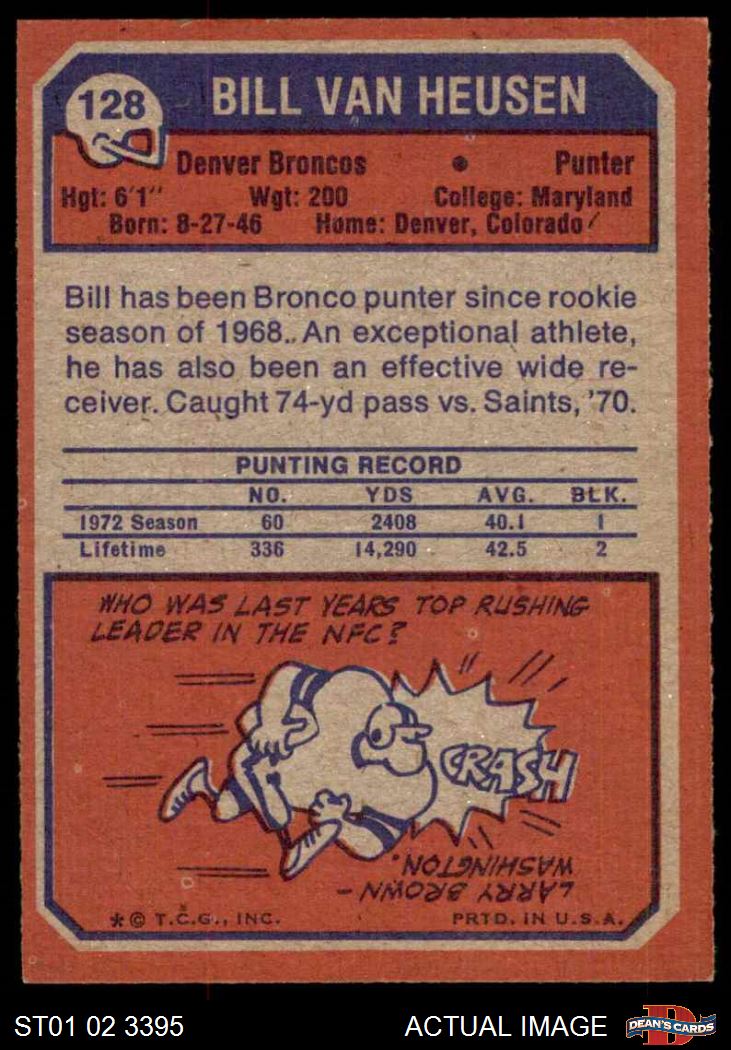 128
BILL VAN HEUSEN
Denver Broncos • Punter
Hgt: 6'1" Wgt: 200 College: Maryland
Born: 8-27-46 Home: Denver, Colorado
Bill has been Bronco punter since rookie
season of 1968. An exceptional athlete,
he has also been an effective wide re-
ceiver. Caught 74-yd pass vs. Saints, '70.
PUNTING RECORD
NO. YDS AVG. BLK.
1972 Season 60 2408 40.1 1
Lifetime 336 14,290 42.5 2
WHO WAS LAST YEARS TOP RUSHING
LEADER IN THE NFC?
CRASH
LARRY BROWN -
WASHINGTON.
* © T.C.G., INC. PRTD. IN U.S.A.
ST01 02 3395 ACTUAL IMAGE
D
DEAN'S CARDS